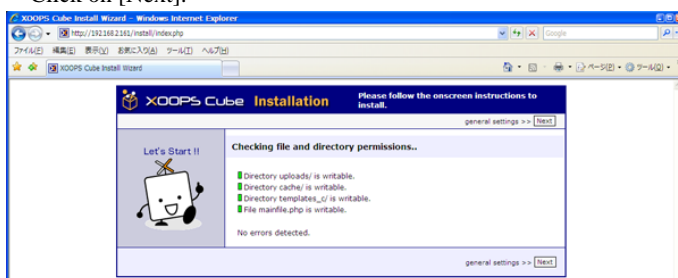 Click on [Next].
XOOPS Cube Install Wizard - Windows Internet Explorer
http://192.168.2.161/install/index.php
Google
ファイル(F) 編集(E) 表示(V) お気に入り(A) ツール(T) ヘルプ(H)
XOOPS Cube Install Wizard
ページ(P) ツール(O)
XOOPS Cube Installation
Please follow the onscreen instructions to
install.
general settings >> Next
Let's Start !!
Checking file and directory permissions..
Directory uploads/ is writable.
Directory cache/ is writable.
Directory templates_c/ is writable.
File mainfile.php is writable.
No errors detected.
general settings >> Next